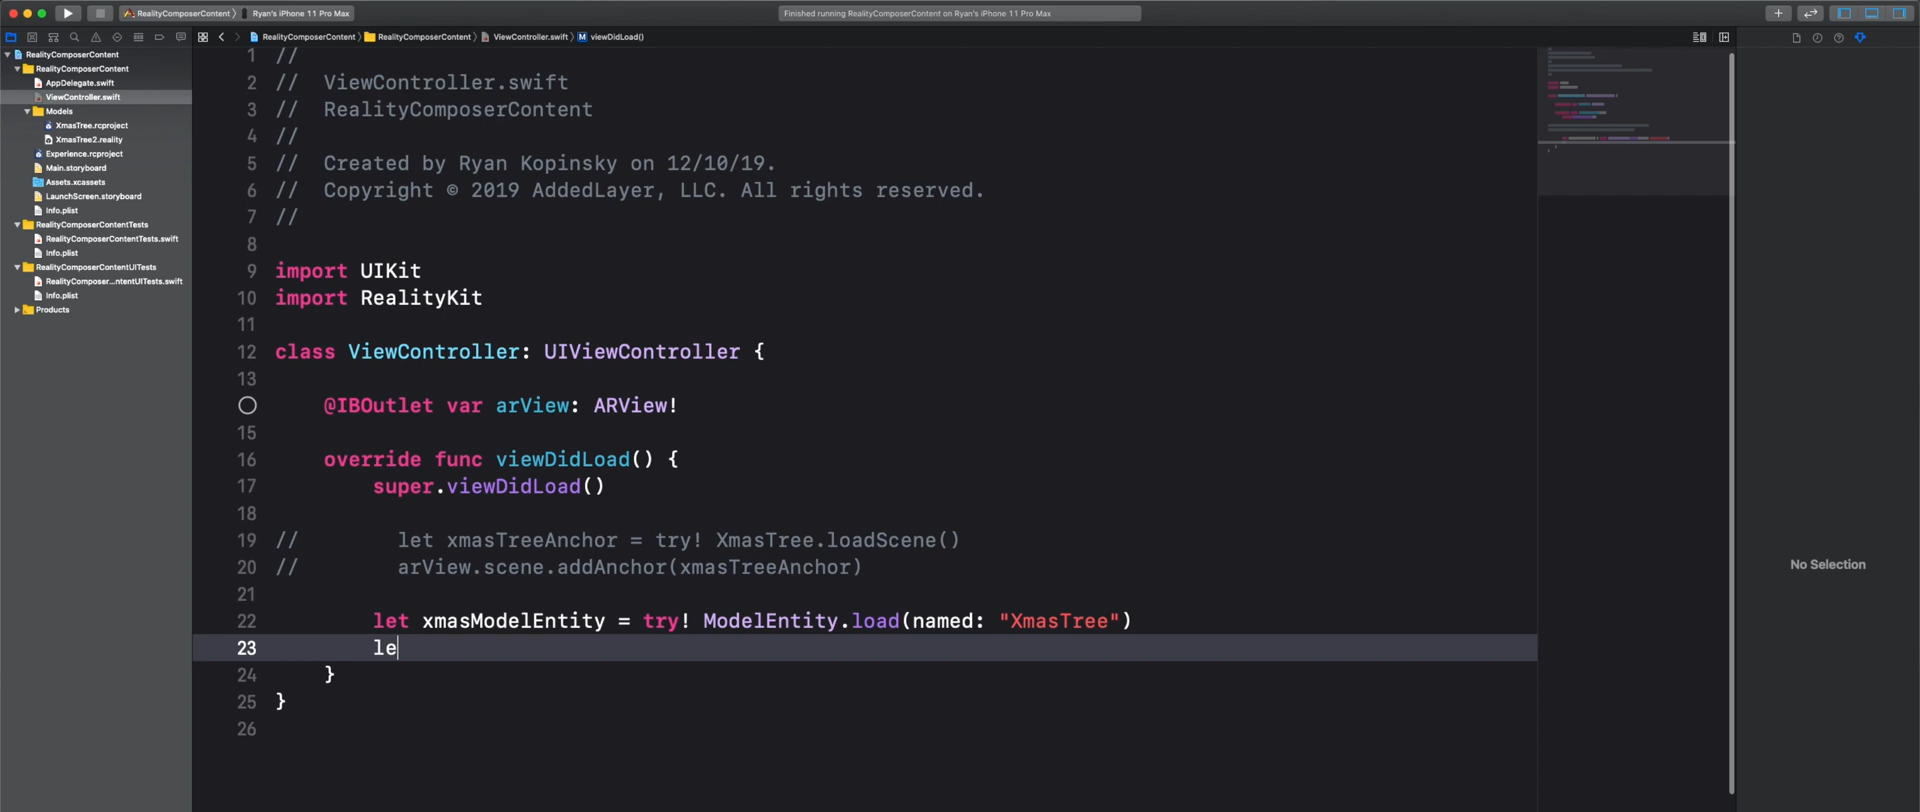 RealityComposerContent
Ryan's iPhone 11 Pro Max
Finished running RealityComposerContent on Ryan's iPhone 11 Pro Max
RealityComposerContent
RealityComposerContent
ViewController.swift
M viewDidLoad()
RealityComposerContent
RealityComposerContent
AppDelegate.swift
ViewController.swift
Models
XmasTree.rcproject
XmasTree2.reality
Experience.rcproject
Main.storyboard
Assets.xcassets
LaunchScreen.storyboard
Info.plist
RealityComposerContentTests
RealityComposerContentTests.swift
Info.plist
RealityComposerContentUITests
RealityComposer...ntentUITests.swift
Info.plist
Products
1 //
2 // ViewController.swift
3 // RealityComposerContent
4 //
5 // Created by Ryan Kopinsky on 12/10/19.
6 // Copyright © 2019 AddedLayer, LLC. All rights reserved.
7 //
8
9 import UIKit
10 import RealityKit
11
12 class ViewController: UIViewController {
13
@IBOutlet var arView: ARView!
15
16 override func viewDidLoad() {
17 super.viewDidLoad()
18
19 // let xmasTreeAnchor = try! XmasTree.loadScene()
20 // arView.scene.addAnchor(xmasTreeAnchor)
21
22 let xmasModelEntity = try! ModelEntity.load(named: "XmasTree")
23 le
24 }
25 }
26
No Selection